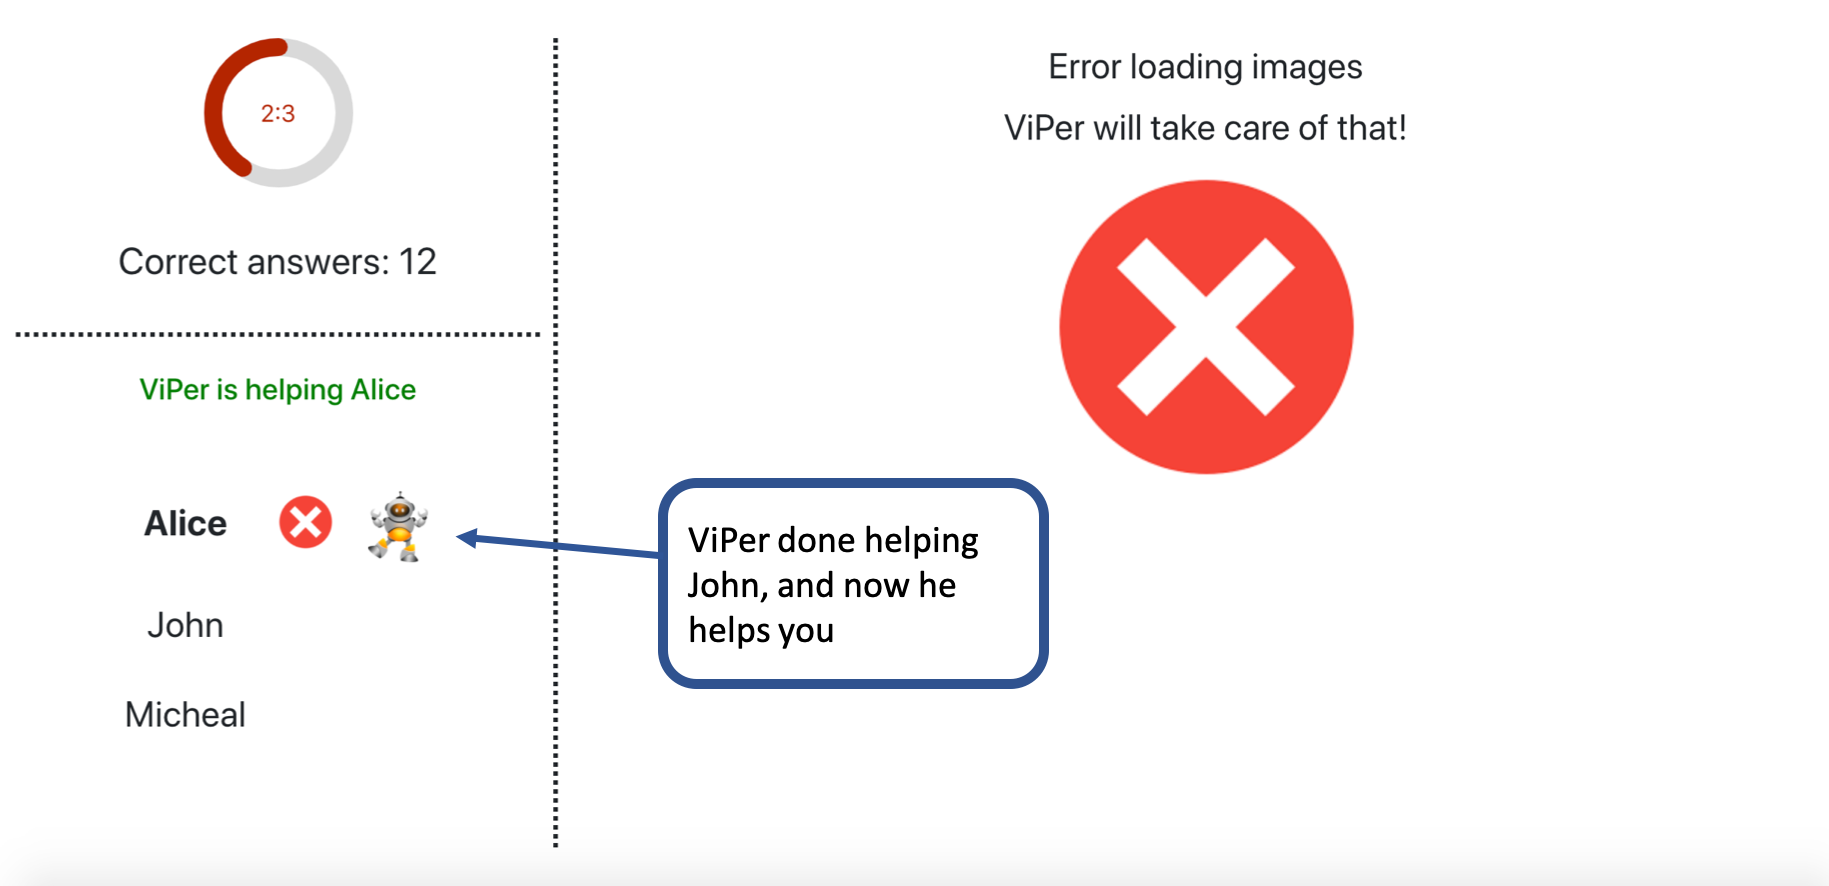 2:3
Correct answers: 12
ViPer is helping Alice
Alice
John
Micheal
Error loading images
ViPer will take care of that!
ViPer done helping
John, and now he
helps you